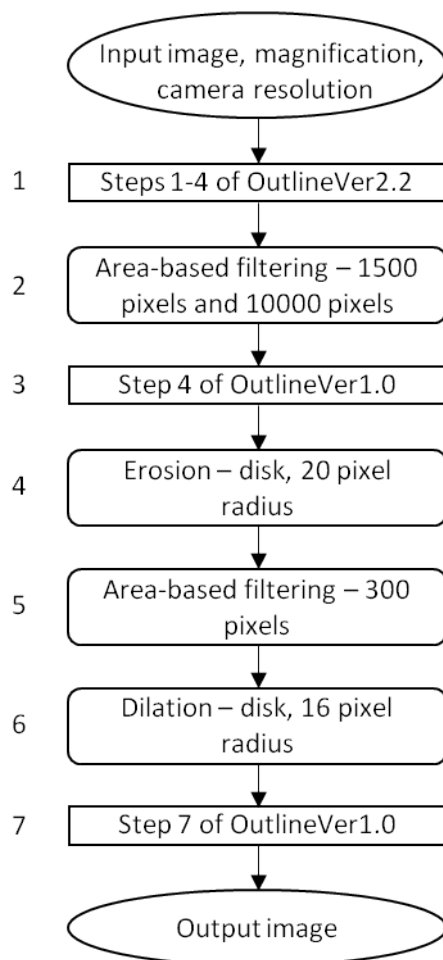 Input image, magnification,
camera resolution
1
Steps 1-4 of OutlineVer2.2
2
Area-based filtering – 1500
pixels and 10000 pixels
3
Step 4 of OutlineVer1.0
4
Erosion – disk, 20 pixel
radius
5
Area-based filtering – 300
pixels
6
Dilation – disk, 16 pixel
radius
7
Step 7 of OutlineVer1.0
Output image